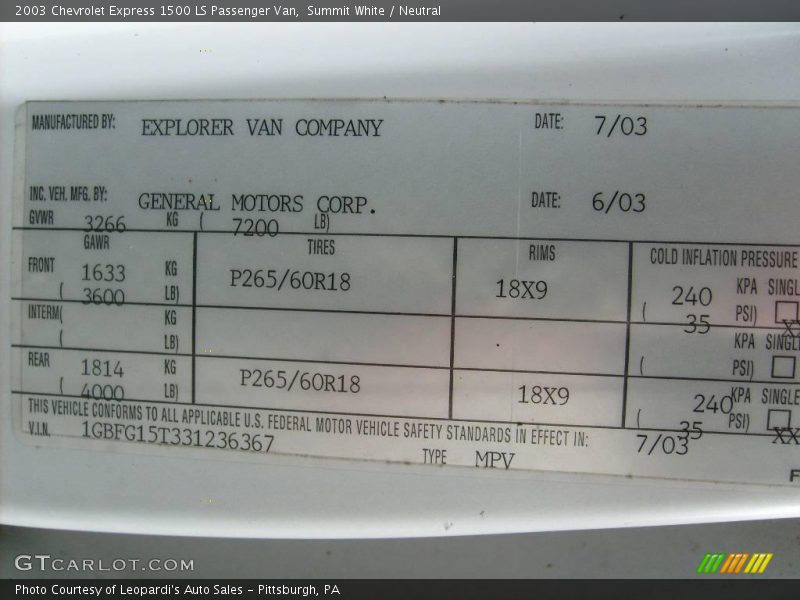 2003 Chevrolet Express 1500 LS Passenger Van,  Summit White / Neutral
MANUFACTURED BY: EXPLORER VAN COMPANY DATE: 7/03
INC. VEH. MFG. BY: GENERAL MOTORS CORP. DATE: 6/03
GVWR 3266 KG ( 7200 LB)
GAWR TIRES RIMS COLD INFLATION PRESSURE
FRONT 1633 KG P265/60R18 18X9 240 KPA SINGL
( 3600 LB) ( 35 PSI) X
INTERM( KG KPA SINGL
( LB) ( PSI)
REAR 1814 KG P265/60R18 18X9 240 KPA SINGLE
( 4000 LB) ( 35 PSI) XX
THIS VEHICLE CONFORMS TO ALL APPLICABLE U.S. FEDERAL MOTOR VEHICLE SAFETY STANDARDS IN EFFECT IN: 7/03
V.I.N. 1GBFG15T331236367 TYPE MPV
F
GTCARLOT.COM
Photo Courtesy of Leopardi's Auto Sales - Pittsburgh, PA